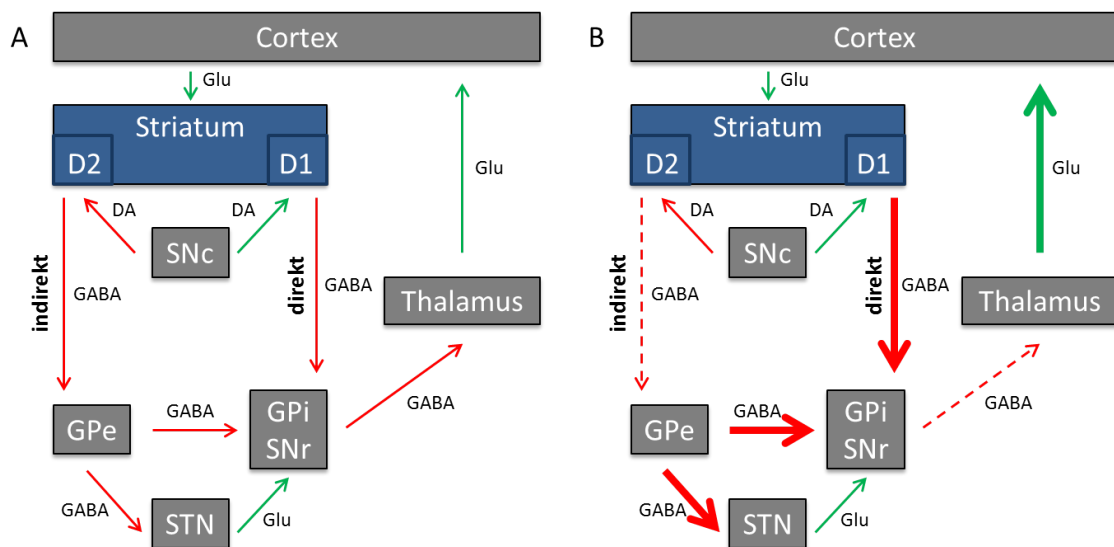 A
Cortex
Glu
Striatum
D2
D1
DA
DA
SNc
Glu
indirekt
GABA
direkt
GABA
Thalamus
GPe
GABA
GPi
SNr
GABA
GABA
STN
Glu
B
Cortex
Glu
Striatum
D2
D1
DA
DA
SNc
Glu
indirekt
GABA
direkt
GABA
Thalamus
GPe
GABA
GPi
SNr
GABA
GABA
STN
Glu